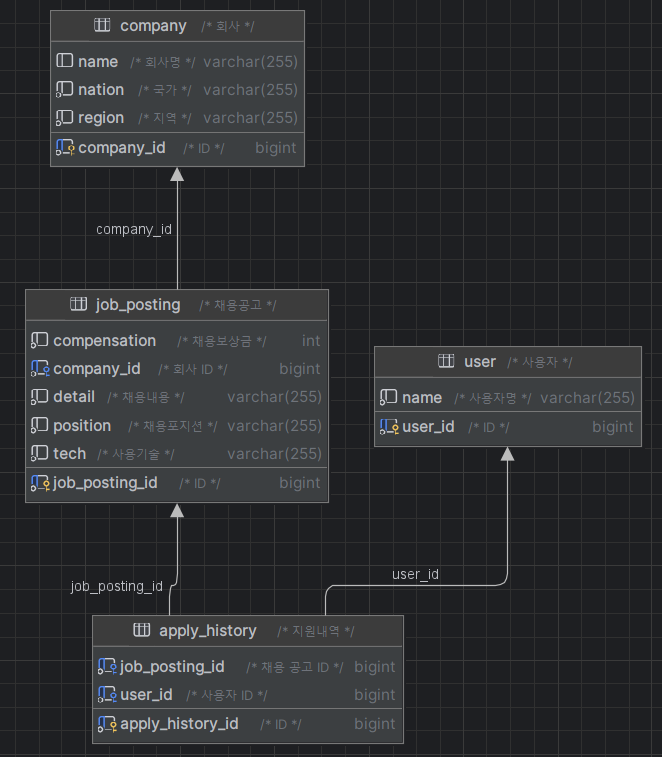 company /* 회사 */
name /* 회사명 */ varchar(255)
nation /* 국가 */ varchar(255)
region /* 지역 */ varchar(255)
company_id /* ID */ bigint
company_id
job_posting /* 채용공고 */
compensation /* 채용보상금 */ int
company_id /* 회사 ID */ bigint
detail /* 채용내용 */ varchar(255)
position /* 채용포지션 */ varchar(255)
tech /* 사용기술 */ varchar(255)
job_posting_id /* ID */ bigint
user /* 사용자 */
name /* 사용자명 */ varchar(255)
user_id /* ID */ bigint
job_posting_id
user_id
apply_history /* 지원내역 */
job_posting_id /* 채용 공고 ID */ bigint
user_id /* 사용자 ID */ bigint
apply_history_id /* ID */ bigint